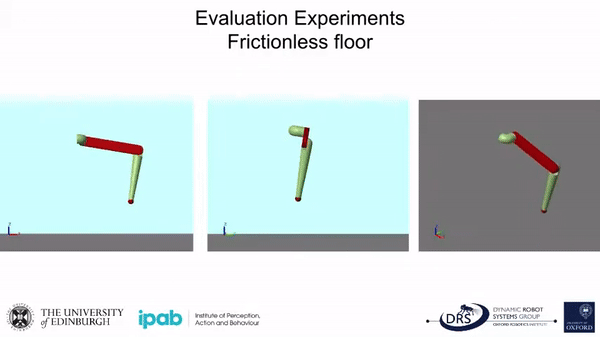 Evaluation Experiments
Frictionless floor
THE UNIVERSITY
of EDINBURGH
ipab
Institute of Perception,
Action and Behaviour
DRS
DYNAMIC ROBOT
SYSTEMS GROUP
OXFORD ROBOTICS INSTITUTE
UNIVERSITY OF
OXFORD